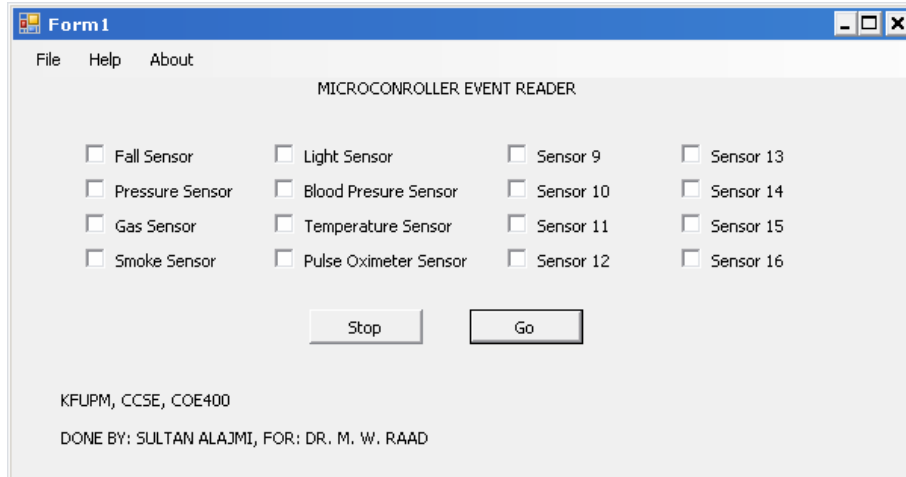 Form1
File Help About
MICROCONROLLER EVENT READER
Fall Sensor Light Sensor Sensor 9 Sensor 13
Pressure Sensor Blood Presure Sensor Sensor 10 Sensor 14
Gas Sensor Temperature Sensor Sensor 11 Sensor 15
Smoke Sensor Pulse Oximeter Sensor Sensor 12 Sensor 16
Stop Go
KFUPM, CCSE, COE400
DONE BY: SULTAN ALAJMI, FOR: DR. M. W. RAAD